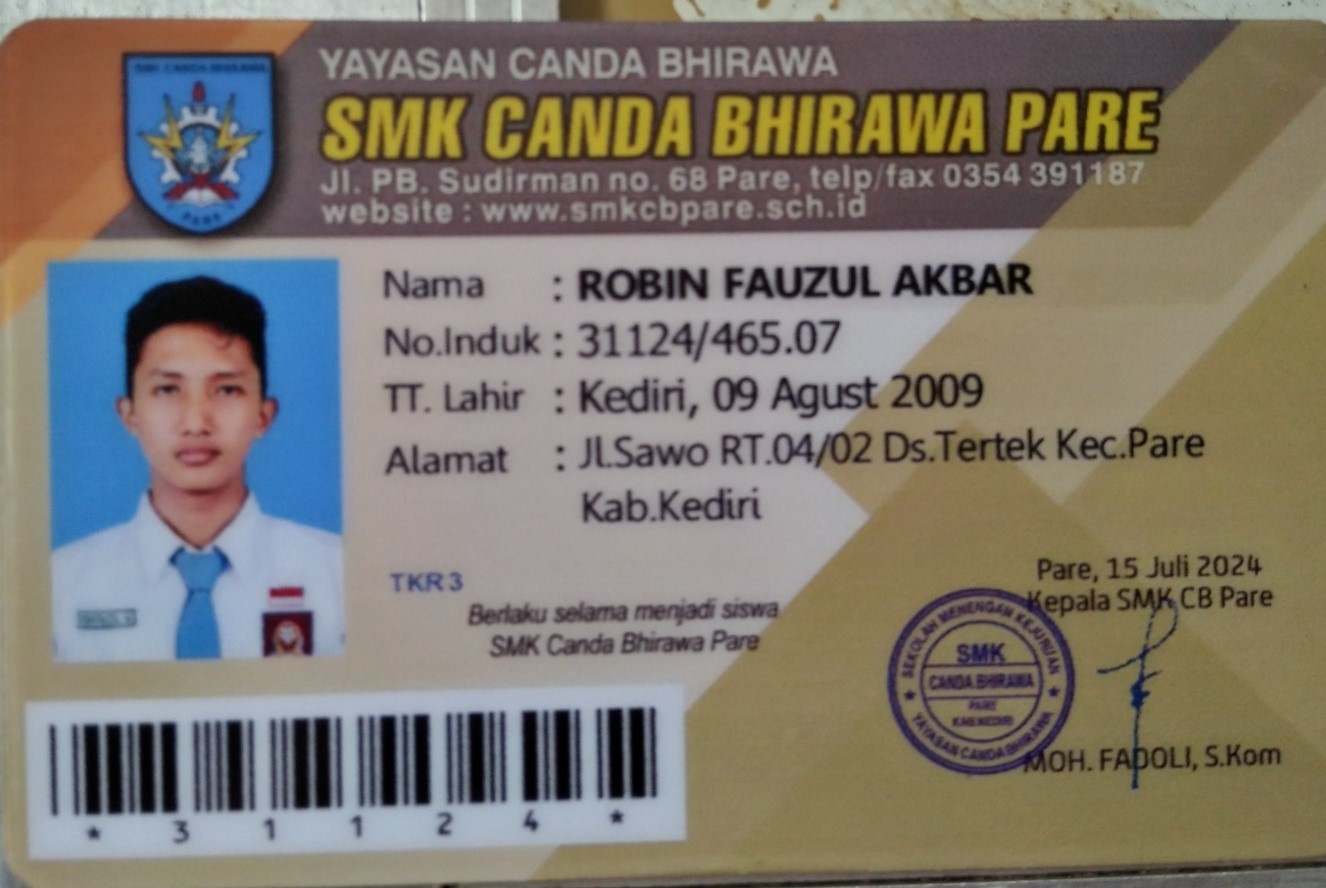 SMK CANDA BHIRAWA
PARE
YAYASAN CANDA BHIRAWA
SMK CANDA BHIRAWA PARE
Jl. PB. Sudirman no. 68 Pare, telp/fax 0354 391187
website : www.smkcbpare.sch.id
Nama : ROBIN FAUZUL AKBAR
No.Induk : 31124/465.07
TT. Lahir : Kediri, 09 Agust 2009
Alamat : Jl.Sawo RT.04/02 Ds.Tertek Kec.Pare
Kab.Kediri
TKR 3
Berlaku selama menjadi siswa
SMK Canda Bhirawa Pare
Pare, 15 Juli 2024
Kepala SMK CB Pare
SEKOLAH MENENGAH KEJURUAN
SMK
CANDA BHIRAWA
PARE
KAB.KEDIRI
YAYASAN CANDA BHIRAWA
MOH. FADOLI, S.Kom
* 3 1 1 2 4 *